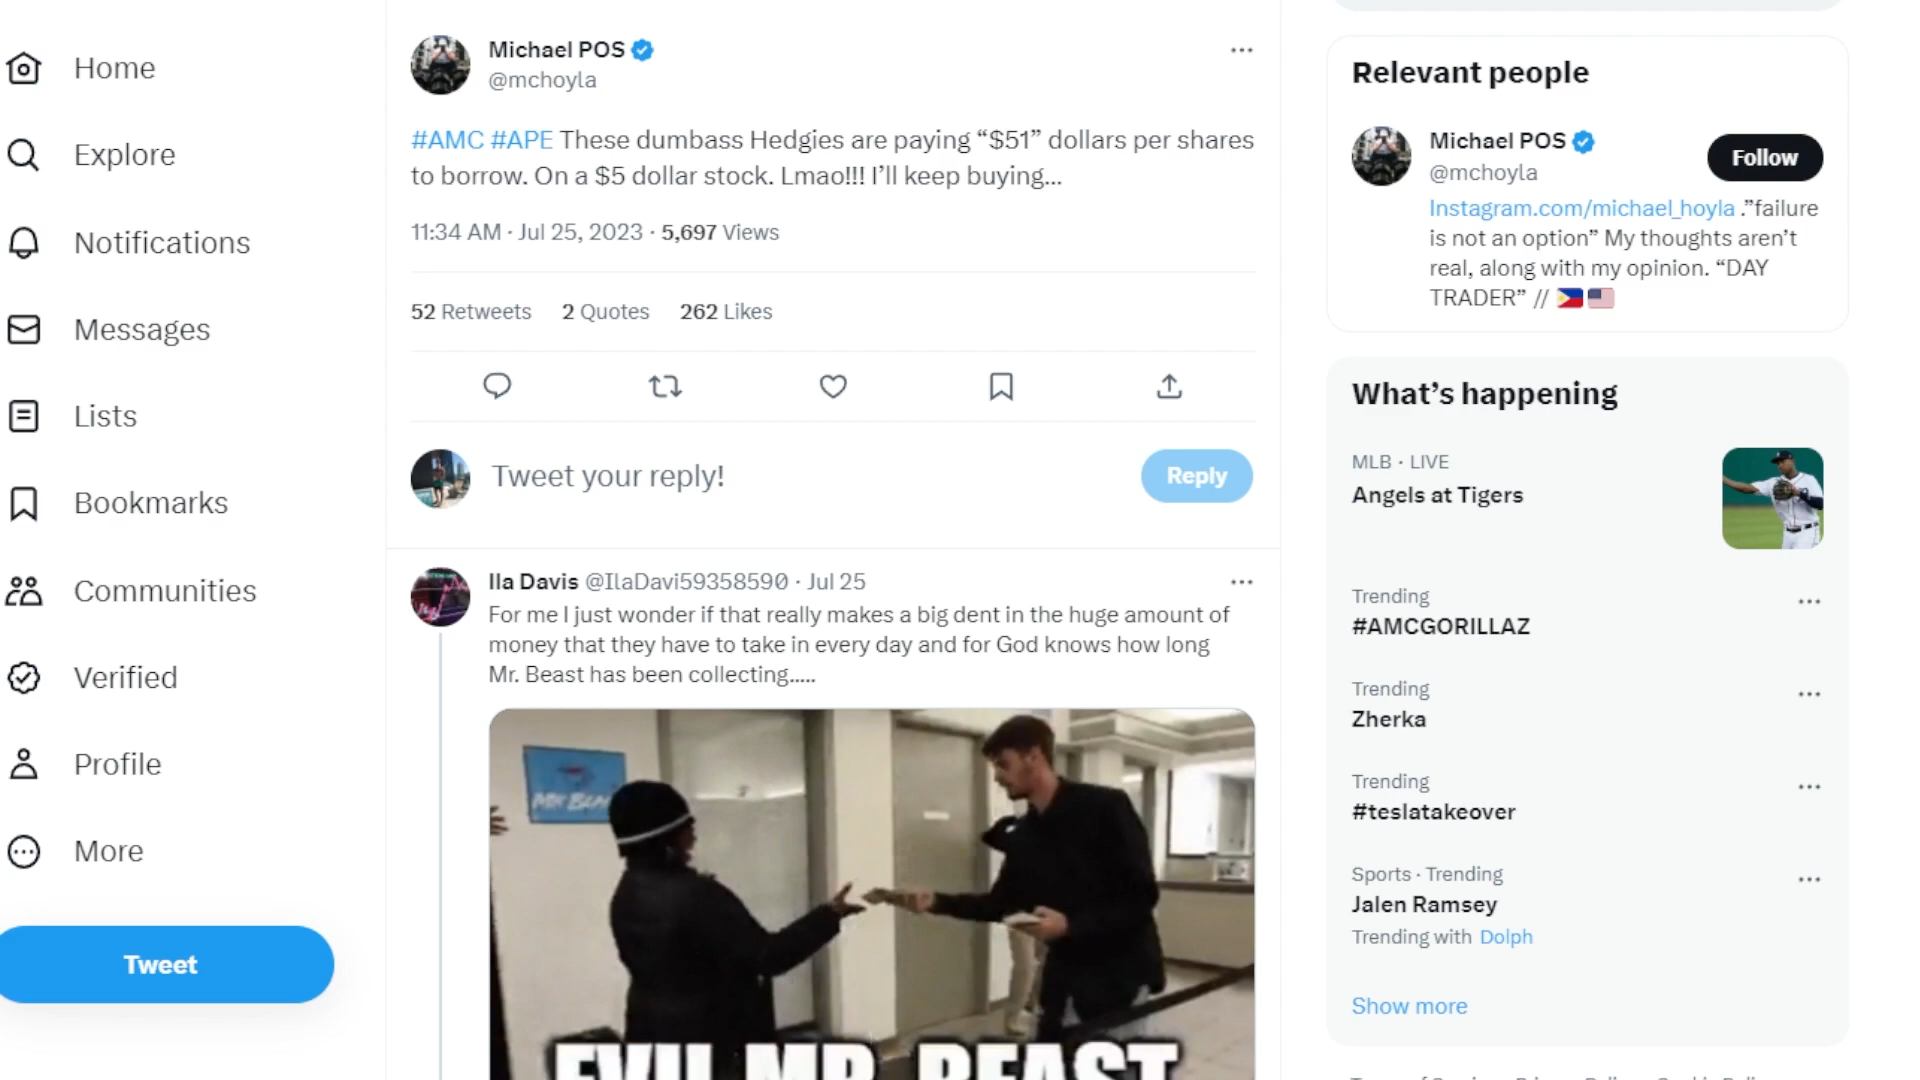 Home
Explore
Notifications
Messages
Lists
Bookmarks
Communities
Verified
Profile
More
Tweet
Michael POS
@mchoyla
#AMC #APE These dumbass Hedgies are paying “$51” dollars per shares
to borrow. On a $5 dollar stock. Lmao!!! I’ll keep buying...
11:34 AM · Jul 25, 2023 · 5,697 Views
52 Retweets 2 Quotes 262 Likes
Tweet your reply!
Reply
Ila Davis @IlaDavi59358590 · Jul 25
For me I just wonder if that really makes a big dent in the huge amount of
money that they have to take in every day and for God knows how long
Mr. Beast has been collecting.....
EVIL MR. BEAST
Relevant people
Michael POS
@mchoyla
Follow
Instagram.com/michael_hoyla .”failure
is not an option” My thoughts aren’t
real, along with my opinion. “DAY
TRADER” //
What’s happening
MLB · LIVE
Angels at Tigers
Trending
#AMCGORILLAZ
Trending
Zherka
Trending
#teslatakeover
Sports · Trending
Jalen Ramsey
Trending with Dolph
Show more